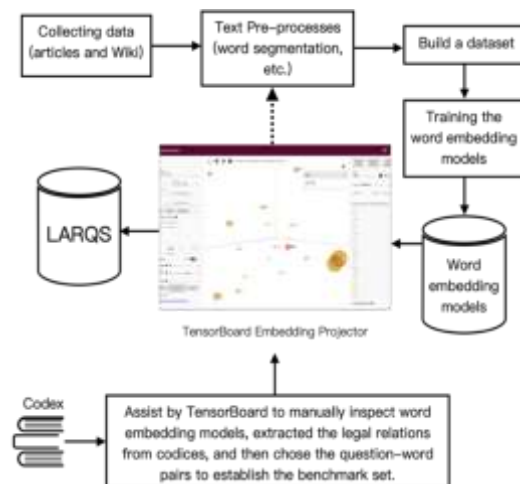 Collecting data
(articles and Wiki)
Text Pre-processes
(word segmentation,
etc.)
Build a dataset
Training the
word embedding
models
LARQS
Word
embedding
models
TensorBoard Embedding Projector
Codex
Assist by TensorBoard to manually inspect word
embedding models, extracted the legal relations
from codices, and then chose the question-word
pairs to establish the benchmark set.